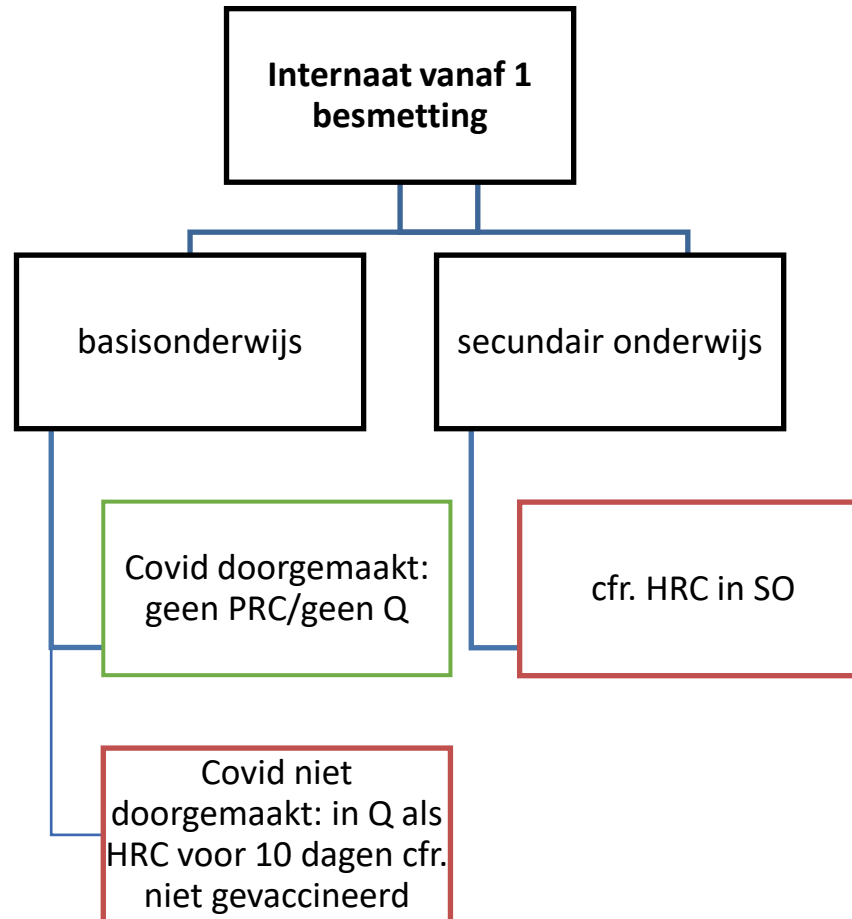 Internaat vanaf 1
besmetting
basisonderwijs
secundair onderwijs
Covid doorgemaakt:
geen PRC/geen Q
cfr. HRC in SO
Covid niet
doorgemaakt: in Q als
HRC voor 10 dagen cfr.
niet gevaccineerd